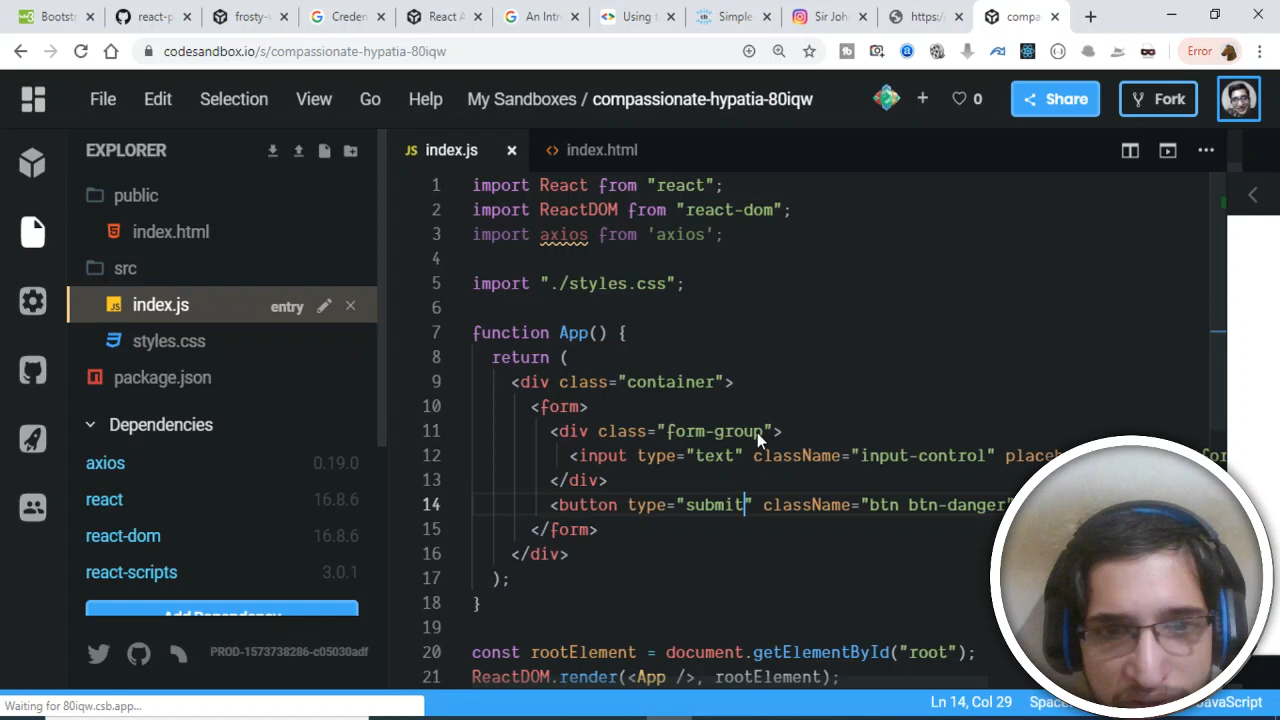 Bootst
react-p
frosty-v
Creden
React A
An Intro
Using t
Simple
Sir John
https:/
compa
codesandbox.io/s/compassionate-hypatia-80iqw
Error
File Edit Selection View Go Help My Sandboxes / compassionate-hypatia-80iqw 0 Share Fork
EXPLORER
public
index.html
src
index.js entry
styles.css
package.json
Dependencies
axios 0.19.0
react 16.8.6
react-dom 16.8.6
react-scripts 3.0.1
Add Dependency
PROD-1573738286-c05030adf
JS index.js
index.html
1 import React from "react";
2 import ReactDOM from "react-dom";
3 import axios from 'axios';
4
5 import "./styles.css";
6
7 function App() {
8 return (
9 <div class="container">
10 <form>
11 <div class="form-group">
12 <input type="text" className="input-control" placeh for
13 </div>
14 <button type="submit" className="btn btn-danger"
15 </form>
16 </div>
17 );
18 }
19
20 const rootElement = document.getElementById("root");
21 ReactDOM.render(<App />, rootElement);
Waiting for 80iqw.csb.app...
Ln 14, Col 29 Spac JavaScript